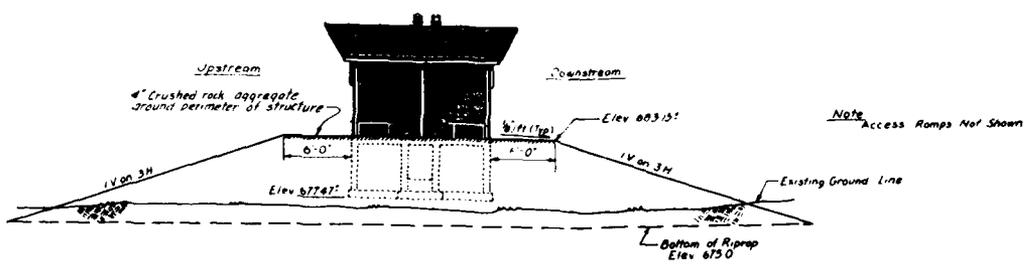 Upstream
Downstream
4" Crushed rock aggregate
around perimeter of structure
Elev 683.15±
Note
Access Ramps Not Shown
6'-0"
1V on 3H
1V on 3H
Elev 677.47±
Existing Ground Line
Bottom of Riprap
Elev 675.0